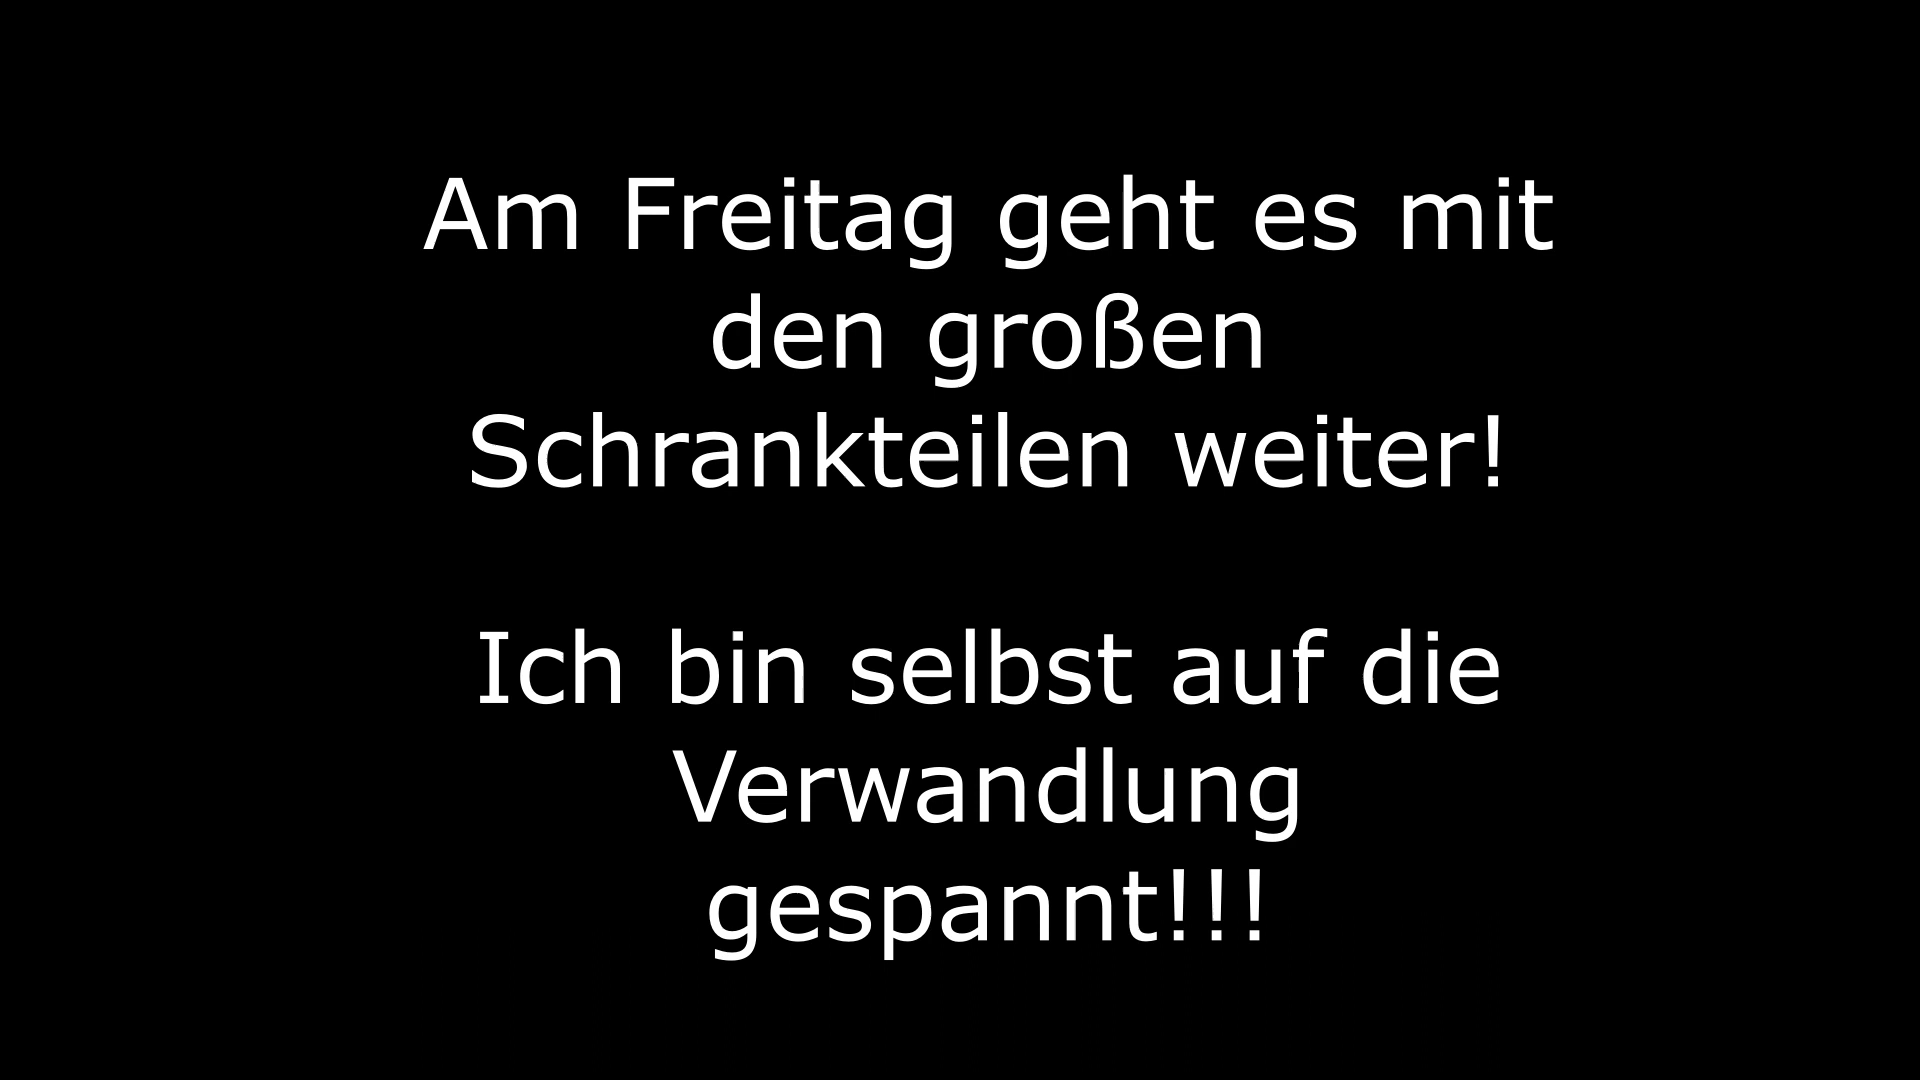 Am Freitag geht es mit
den großen
Schrankteilen weiter!
Ich bin selbst auf die
Verwandlung
gespannt!!!